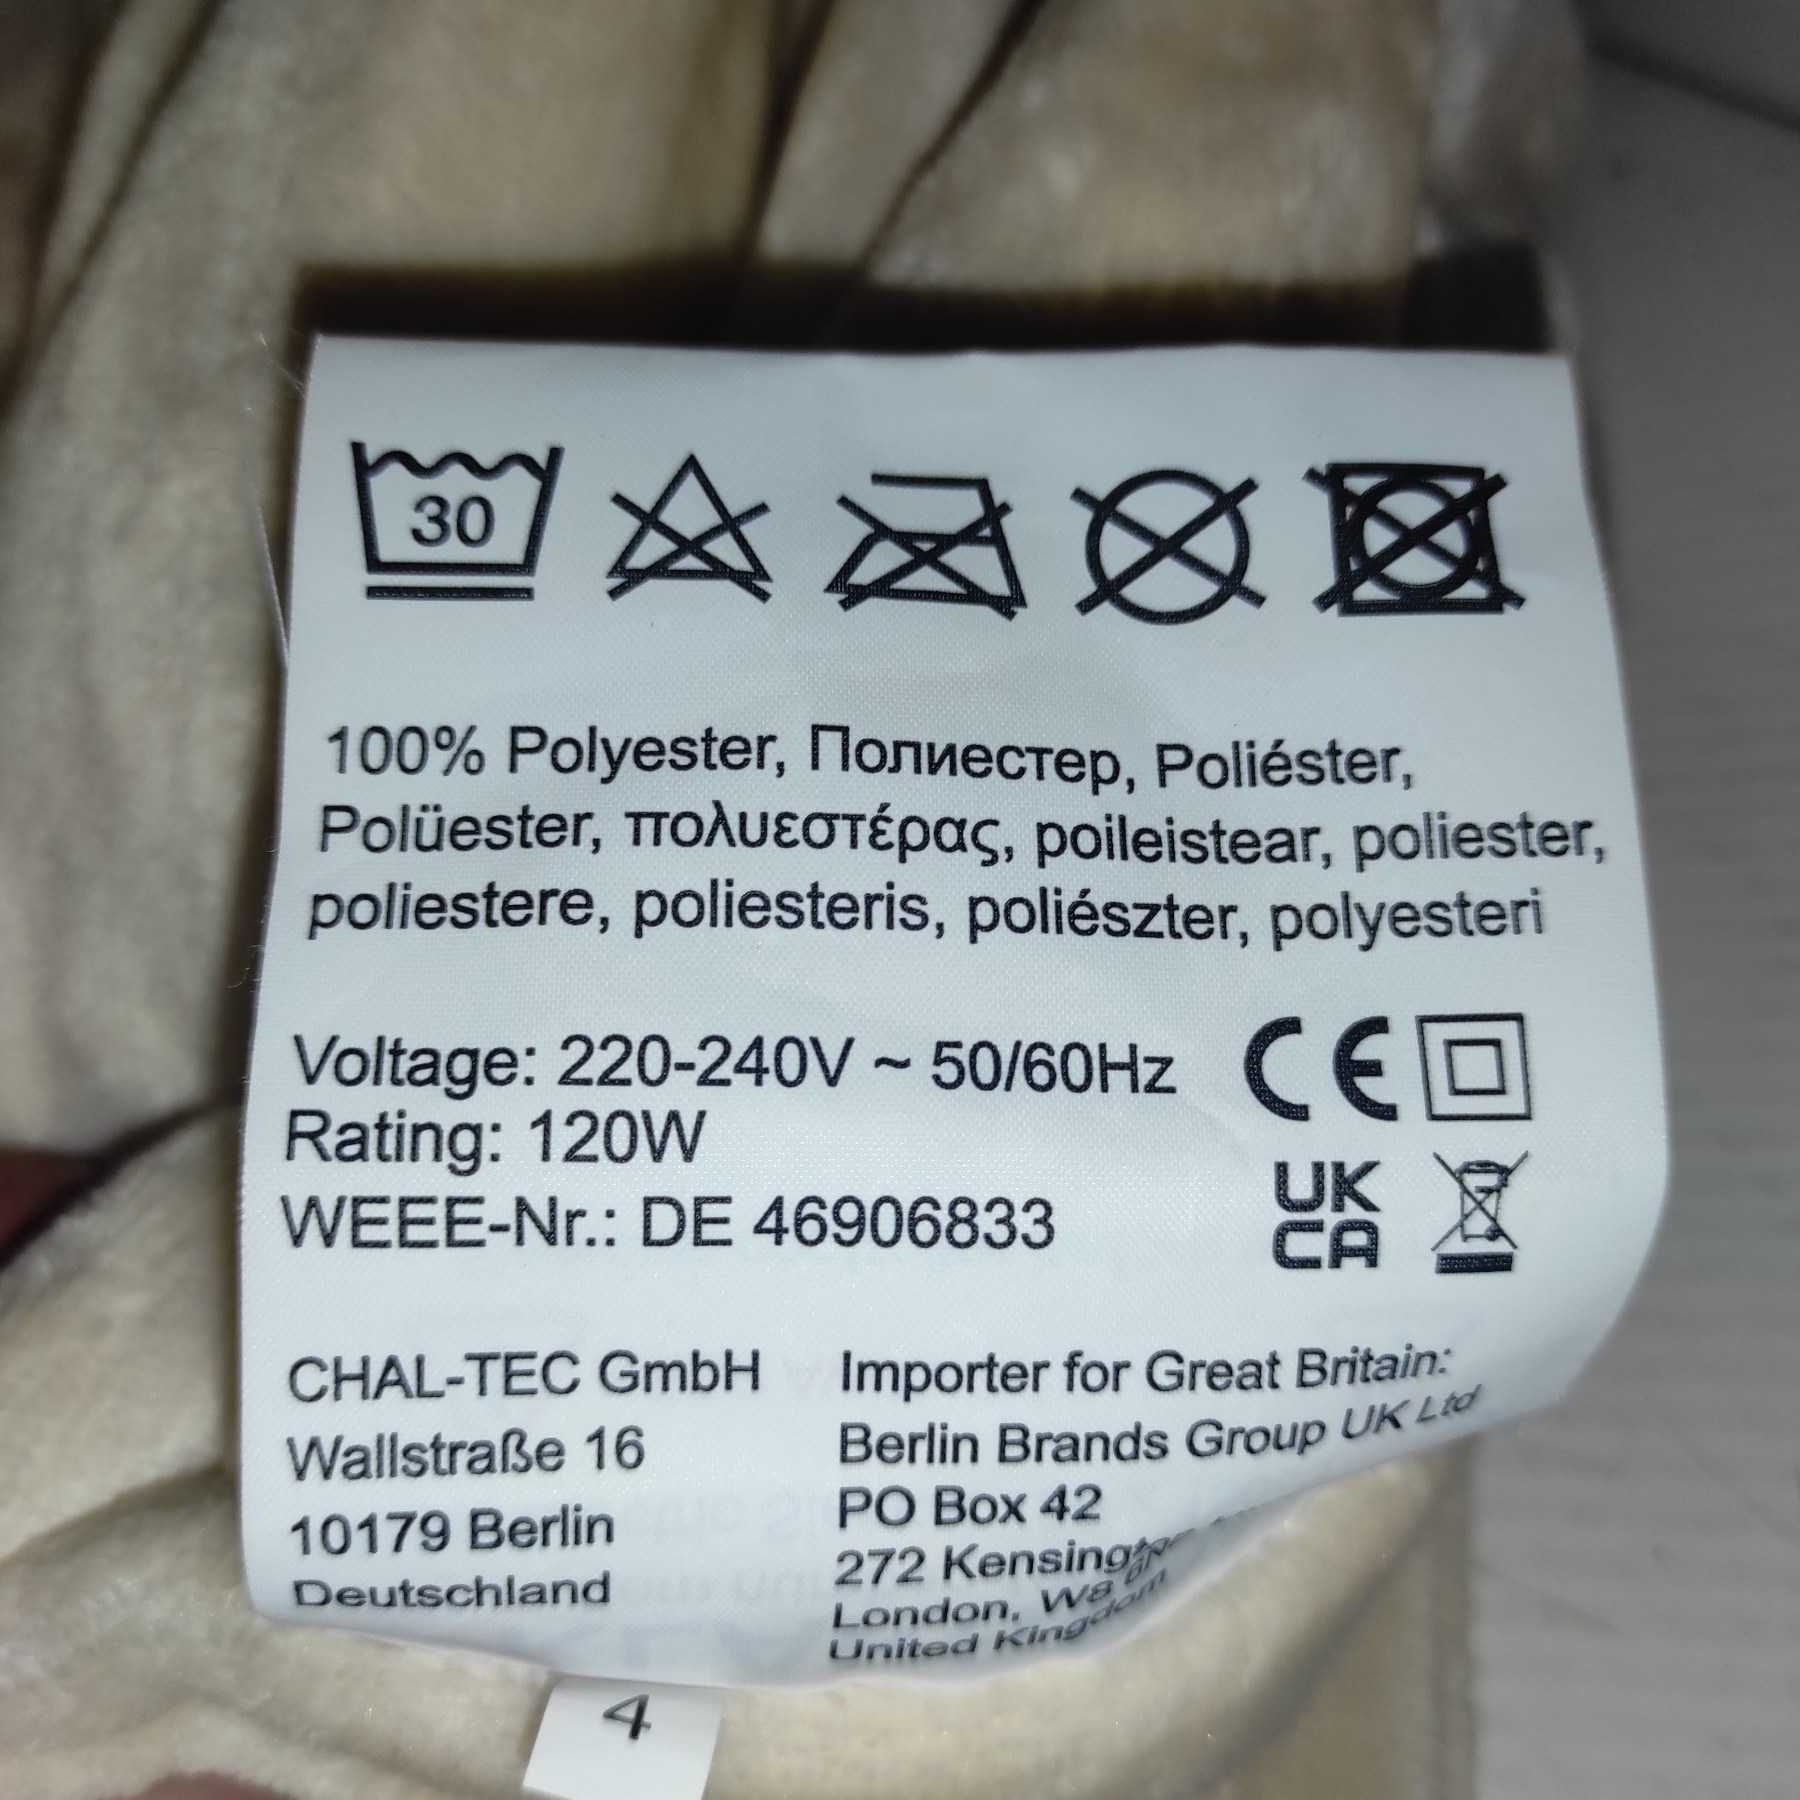 30
100% Polyester, Полиестер, Poliéster,
Polüester, πολυεστέρας, poileistear, poliester,
poliestere, poliesteris, poliészter, polyesteri
Voltage: 220-240V ~ 50/60Hz
Rating: 120W
WEEE-Nr.: DE 46906833
CE
UK
CA
CHAL-TEC GmbH
Wallstraße 16
10179 Berlin
Deutschland
Importer for Great Britain:
Berlin Brands Group UK Ltd
PO Box 42
272
London, W8
United Kingdom
4